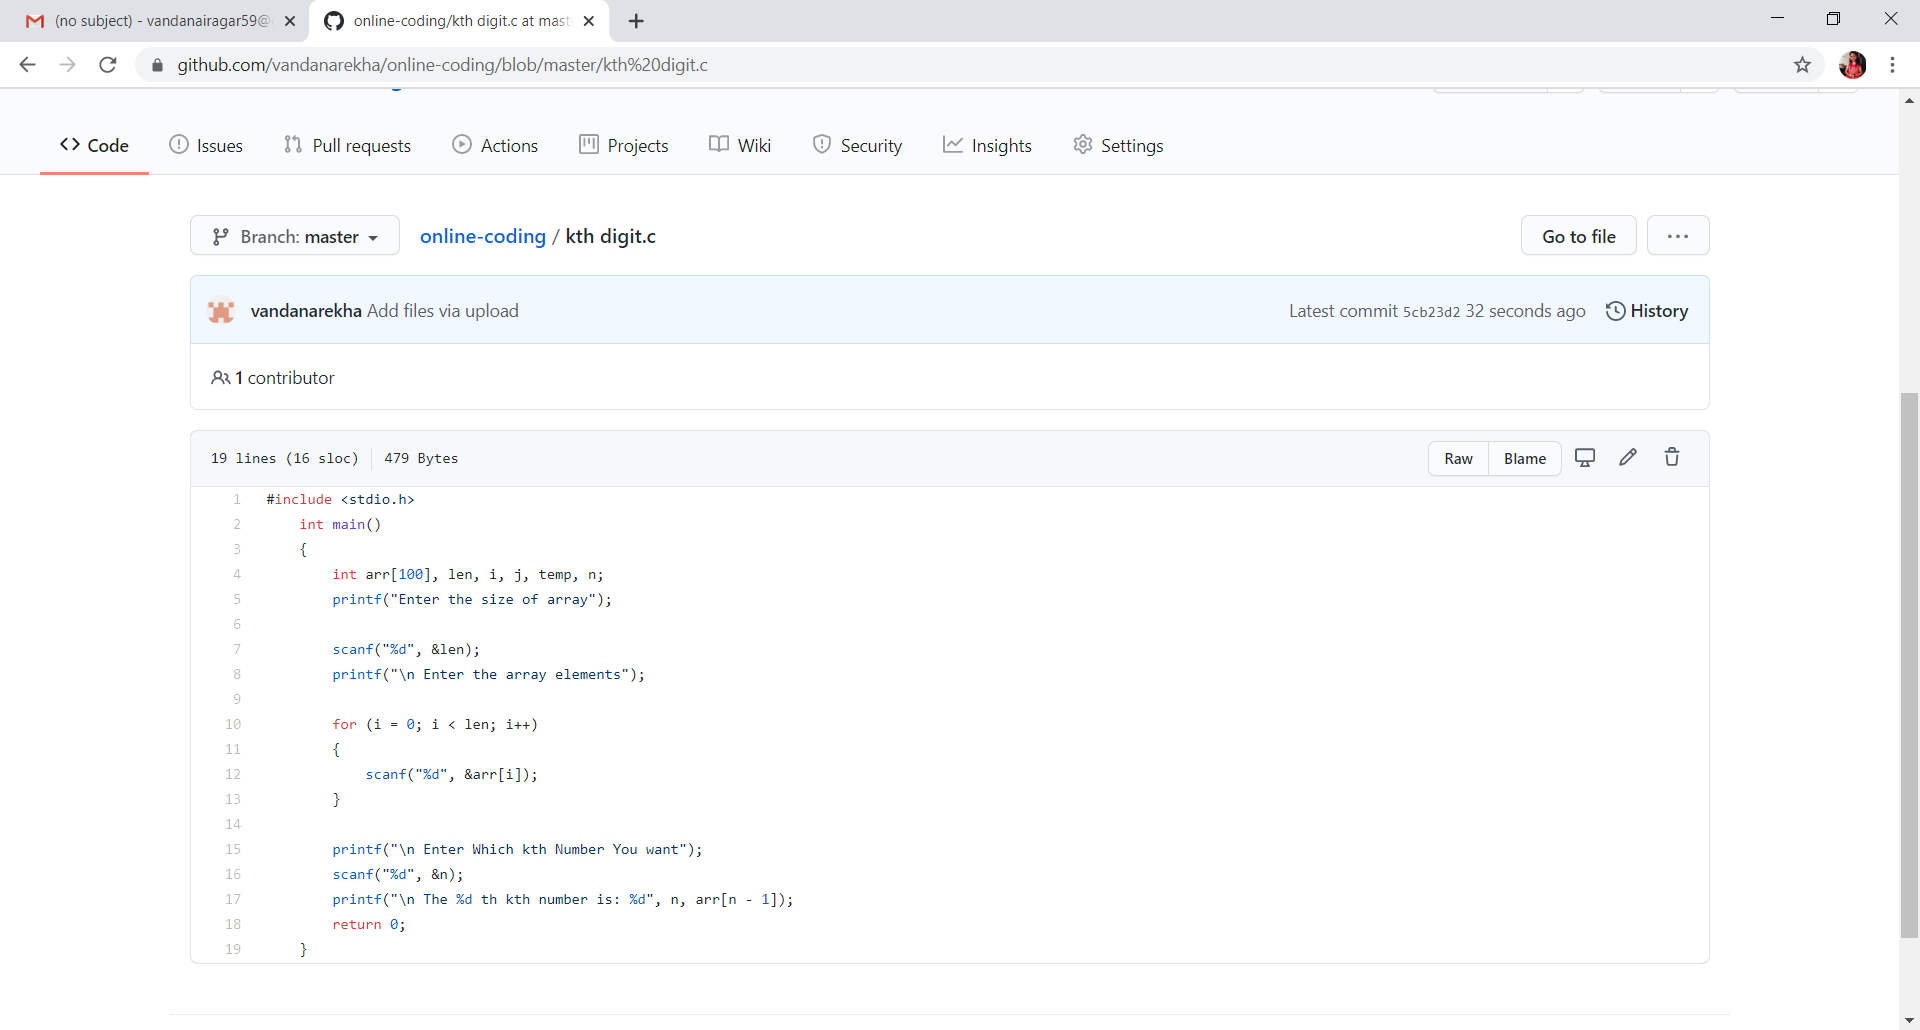 (no subject) - vandanairagar59@
online-coding/kth digit.c at mast
github.com/vandanarekha/online-coding/blob/master/kth%20digit.c
Code Issues Pull requests Actions Projects Wiki Security Insights Settings
Branch: master online-coding / kth digit.c Go to file
vandanarekha Add files via upload Latest commit 5cb23d2 32 seconds ago History
1 contributor
19 lines (16 sloc) 479 Bytes Raw Blame
1 #include <stdio.h>
2 int main()
3 {
4 int arr[100], len, i, j, temp, n;
5 printf("Enter the size of array");
6
7 scanf("%d", &len);
8 printf("\n Enter the array elements");
9
10 for (i = 0; i < len; i++)
11 {
12 scanf("%d", &arr[i]);
13 }
14
15 printf("\n Enter Which kth Number You want");
16 scanf("%d", &n);
17 printf("\n The %d th kth number is: %d", n, arr[n - 1]);
18 return 0;
19 }